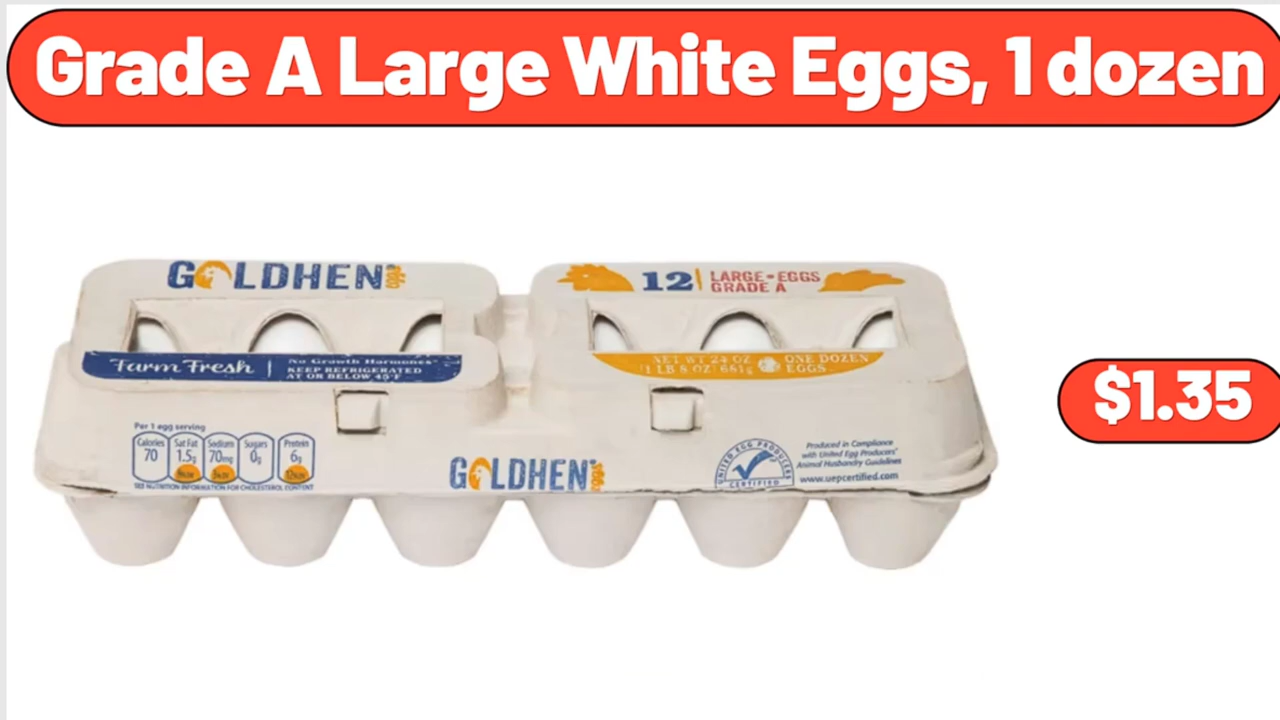 Grade A Large White Eggs, 1 dozen
GOLDHEN
12 LARGE • EGGS
GRADE A
Farm Fresh
No Growth Hormones
KEEP REFRIGERATED
AT OR BELOW 45°F
NET WT 24 OZ
(1 LB 8 OZ) 681g
ONE DOZEN
EGGS
$1.35
Per 1 egg serving
Calories Sat Fat Sodium Sugars Protein
70 1.5g 70mg 0g 6g
SEE NUTRITION INFORMATION FOR CHOLESTEROL CONTENT
GOLDHEN
UNITED EGG PRODUCERS
CERTIFIED
Produced in Compliance
with United Egg Producers'
Animal Husbandry Guidelines
www.uepcertified.com